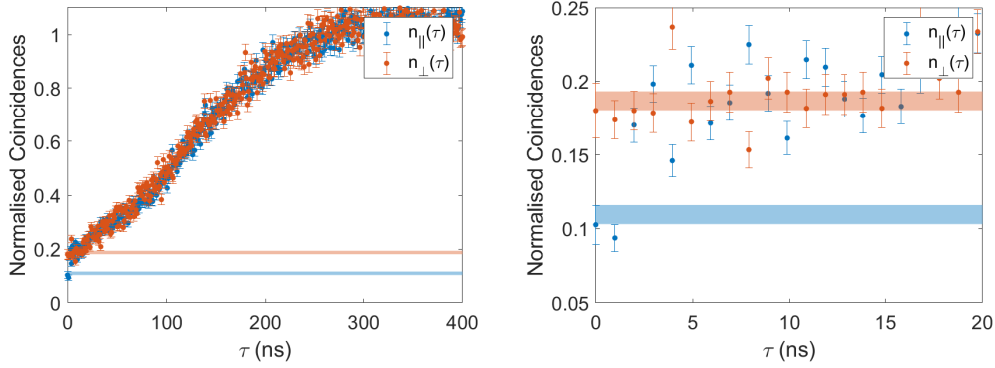 1
0.8
0.6
0.4
0.2
0
0
100
200
300
400
Normalised Coincidences
τ (ns)
n||(τ)
n⊥(τ)
0.25
0.2
0.15
0.1
0.05
0
5
10
15
20
Normalised Coincidences
τ (ns)
n||(τ)
n⊥(τ)